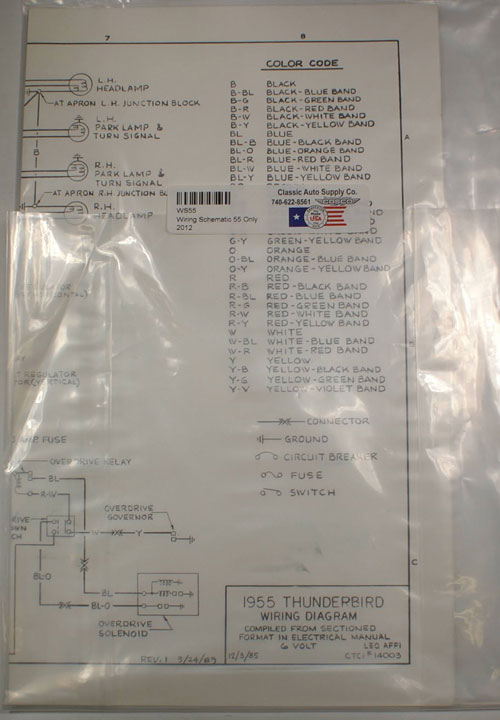 7
8
COLOR CODE
L.H.
HEADLAMP
AT APRON L.H. JUNCTION BLOCK
L.H.
PARK LAMP &
TURN SIGNAL
B
R.H.
PARK LAMP &
TURN SIGNAL
AT APRON R.H. JUNCTION
R.H.
HEADLAMP
B BLACK
B-BL BLACK-BLUE BAND
B-G BLACK-GREEN BAND
B-R BLACK-RED BAND
B-W BLACK-WHITE BAND
B-Y BLACK-YELLOW BAND
BL BLUE
BL-B BLUE-BLACK BAND
BL-O BLUE-ORANGE BAND
BL-R BLUE-RED BAND
BL-W BLUE-WHITE BAND
BL-Y BLUE-YELLOW BAND
A
WS55
Wiring Schematic 55 Only
2012
Classic Auto Supply Co.
740-622-8561
CASCO
USA
G-Y GREEN-YELLOW BAND
O ORANGE
O-BL ORANGE-BLUE BAND
O-Y ORANGE-YELLOW BAND
R RED
R-B RED-BLACK BAND
R-BL RED-BLUE BAND
R-G RED-GREEN BAND
R-W RED-WHITE BAND
R-Y RED-YELLOW BAND
W WHITE
W-BL WHITE-BLUE BAND
W-R WHITE-RED BAND
Y YELLOW
Y-B YELLOW-BLACK BAND
Y-G YELLOW-GREEN BAND
Y-V YELLOW-VIOLET BAND
CONNECTOR
GROUND
CIRCUIT BREAKER
FUSE
SWITCH
REGULATOR
(VERTICAL)
FUSE
OVERDRIVE RELAY
BL
R-W
OVERDRIVE
GOVERNOR
W
Y
BL-O
BL
BL-O
OVERDRIVE
SOLENOID
C
1955 THUNDERBIRD
WIRING DIAGRAM
COMPILED FROM SECTIONED
FORMAT IN ELECTRICAL MANUAL
6 VOLT LEO AFFI
12/3/85 CTCI # 14003
REV. 1 3/24/89